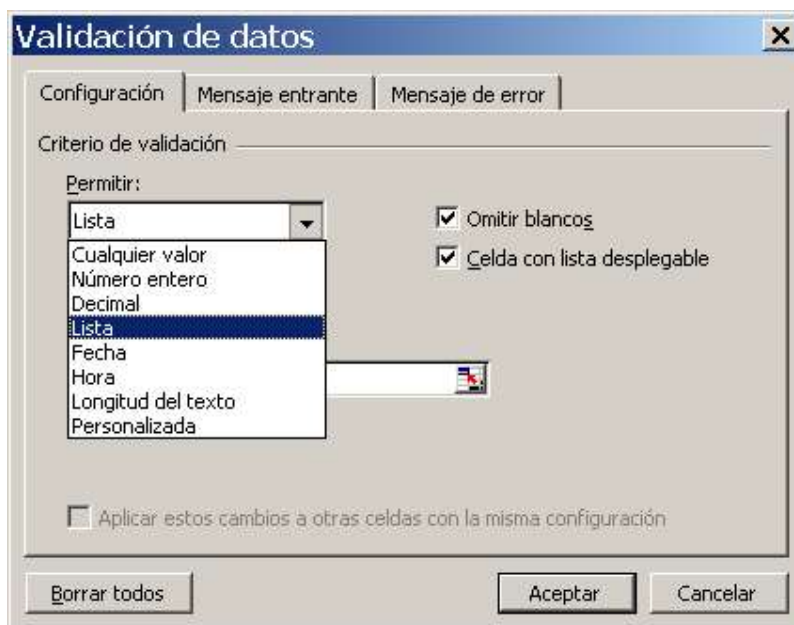 Validación de datos
Configuración
Mensaje entrante
Mensaje de error
Criterio de validación
Permitir:
Lista
Omitir blancos
Celda con lista desplegable
Cualquier valor
Número entero
Decimal
Lista
Fecha
Hora
Longitud del texto
Personalizada
Aplicar estos cambios a otras celdas con la misma configuración
Borrar todos
Aceptar
Cancelar